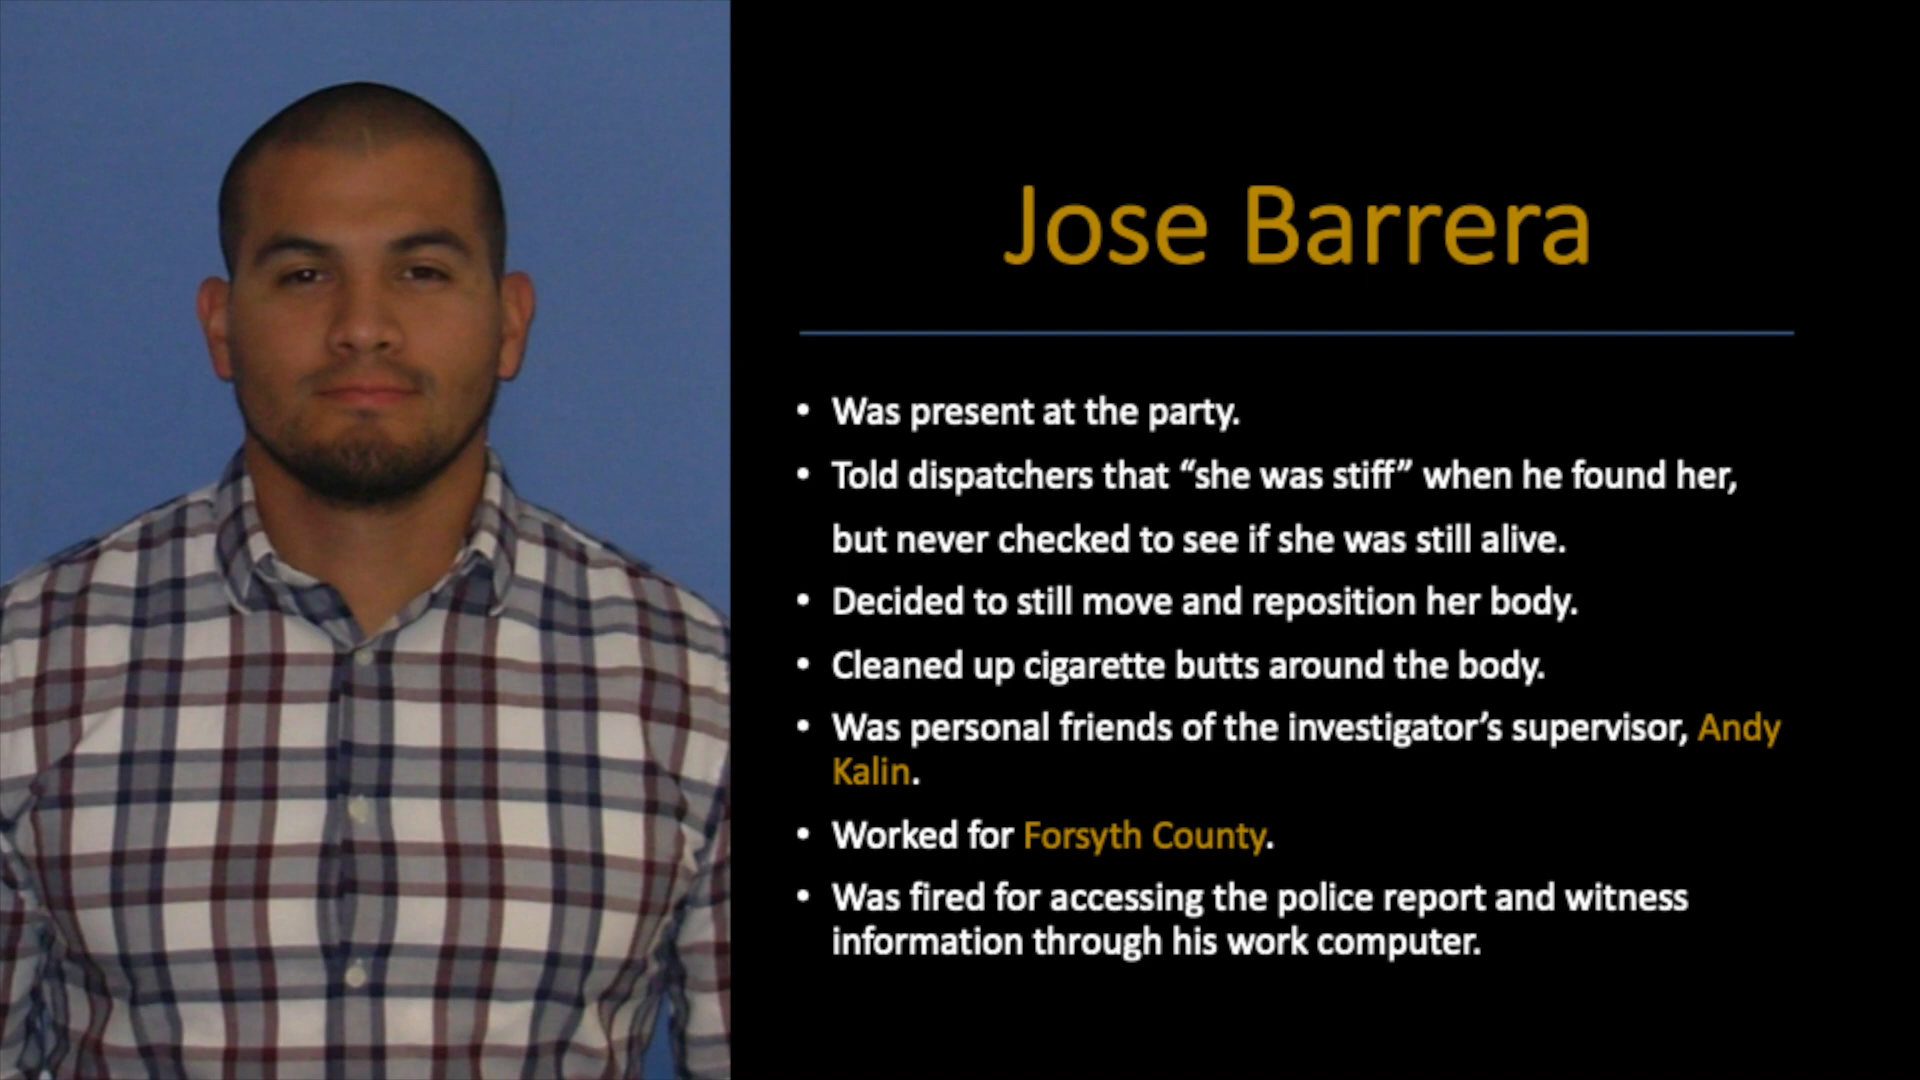 Jose Barrera
• Was present at the party.
• Told dispatchers that “she was stiff” when he found her,
but never checked to see if she was still alive.
• Decided to still move and reposition her body.
• Cleaned up cigarette butts around the body.
• Was personal friends of the investigator’s supervisor, Andy
Kalin.
• Worked for Forsyth County.
• Was fired for accessing the police report and witness
information through his work computer.